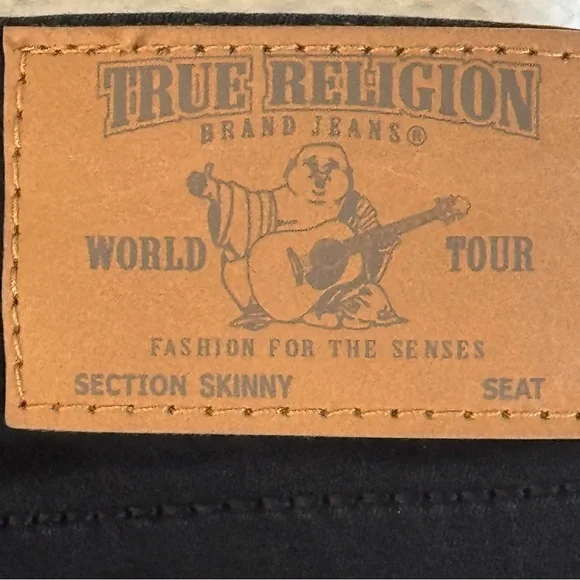 TRUE RELIGION
BRAND JEANS®
WORLD TOUR
FASHION FOR THE SENSES
SECTION SKINNY SEAT